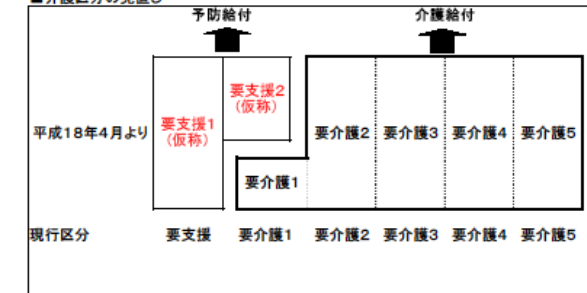 ■介護区分の見直し
予防給付 介護給付
要支援2
(仮称)
平成18年4月より 要支援1 要介護2 要介護3 要介護4 要介護5
(仮称)
要介護1
現行区分 要支援 要介護1 要介護2 要介護3 要介護4 要介護5